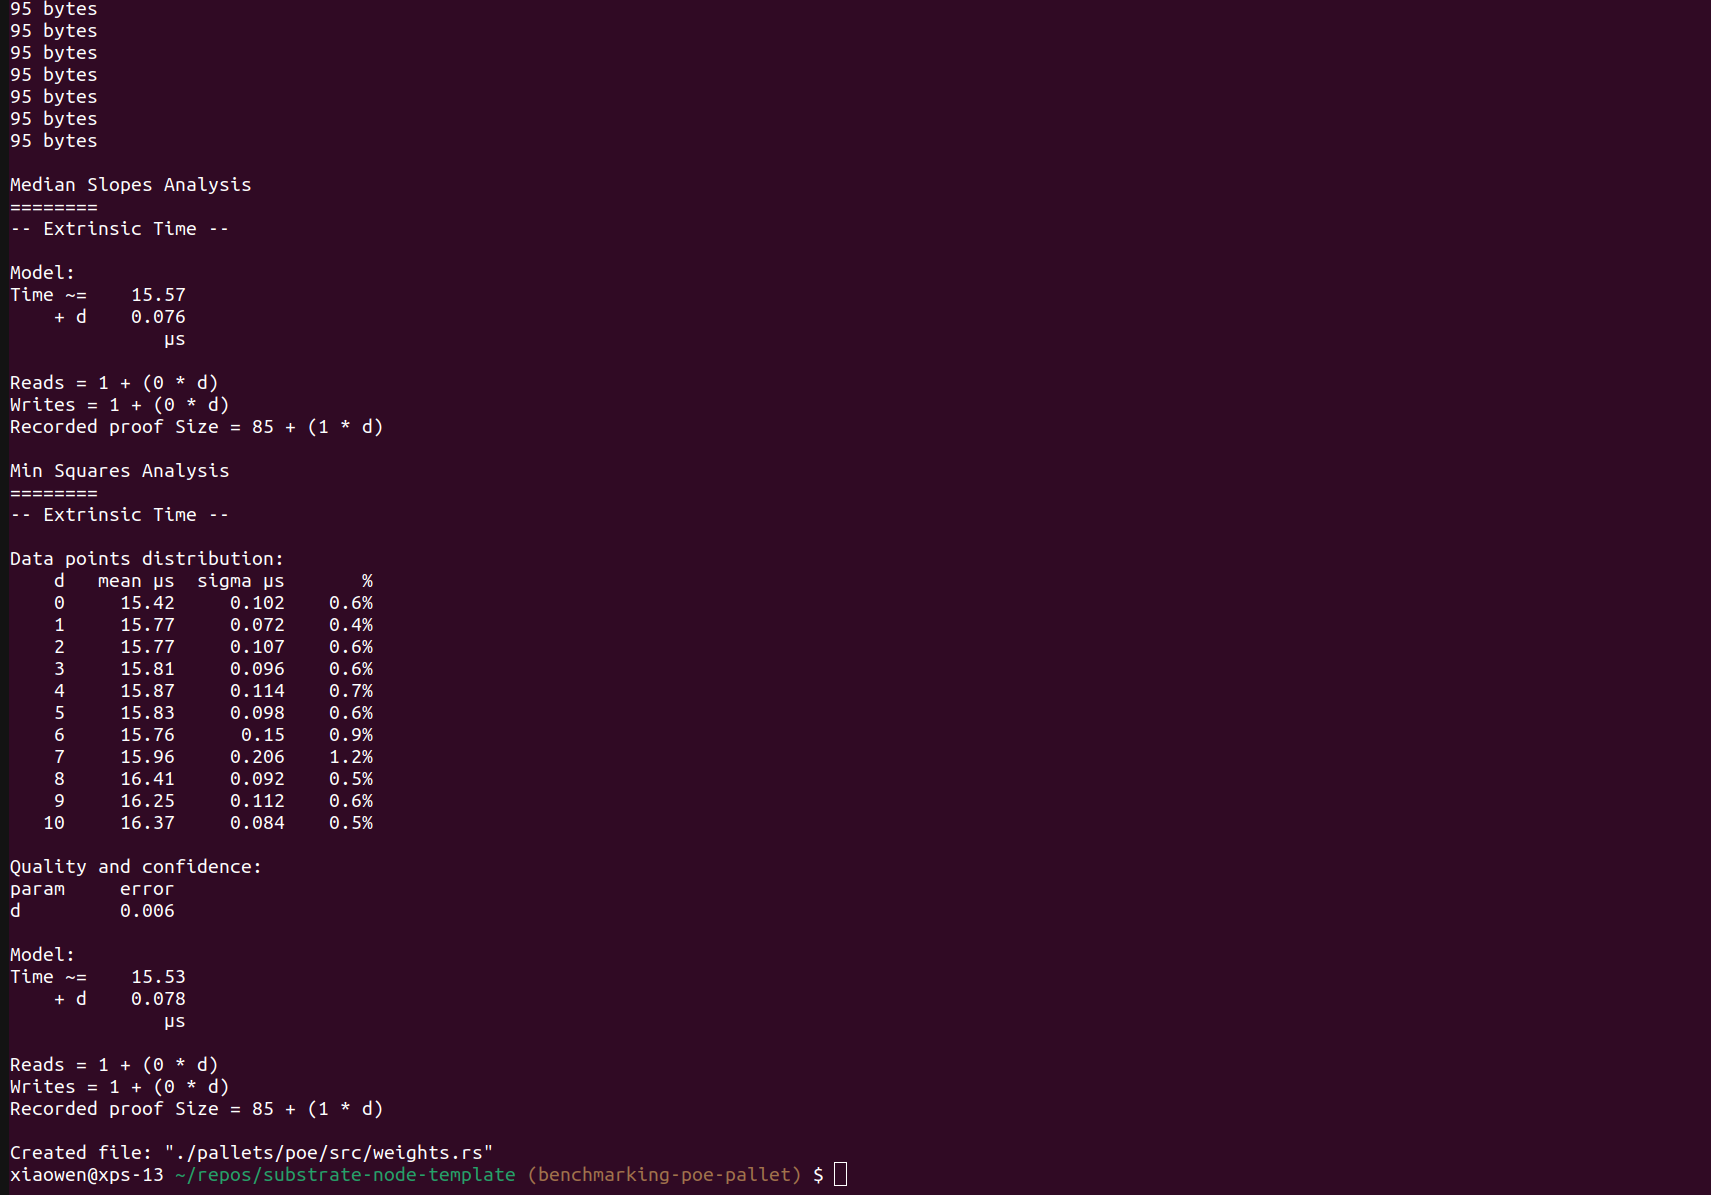 95 bytes
95 bytes
95 bytes
95 bytes
95 bytes
95 bytes
95 bytes
Median Slopes Analysis
========
-- Extrinsic Time --
Model:
Time ~=    15.57
    + d    0.076
              µs
Reads = 1 + (0 * d)
Writes = 1 + (0 * d)
Recorded proof Size = 85 + (1 * d)
Min Squares Analysis
========
-- Extrinsic Time --
Data points distribution:
    d   mean µs  sigma µs       %
    0     15.42     0.102    0.6%
    1     15.77     0.072    0.4%
    2     15.77     0.107    0.6%
    3     15.81     0.096    0.6%
    4     15.87     0.114    0.7%
    5     15.83     0.098    0.6%
    6     15.76      0.15    0.9%
    7     15.96     0.206    1.2%
    8     16.41     0.092    0.5%
    9     16.25     0.112    0.6%
   10     16.37     0.084    0.5%
Quality and confidence:
param     error
d         0.006
Model:
Time ~=    15.53
    + d    0.078
              µs
Reads = 1 + (0 * d)
Writes = 1 + (0 * d)
Recorded proof Size = 85 + (1 * d)
Created file: "./pallets/poe/src/weights.rs"
xiaowen@xps-13 ~/repos/substrate-node-template (benchmarking-poe-pallet) $